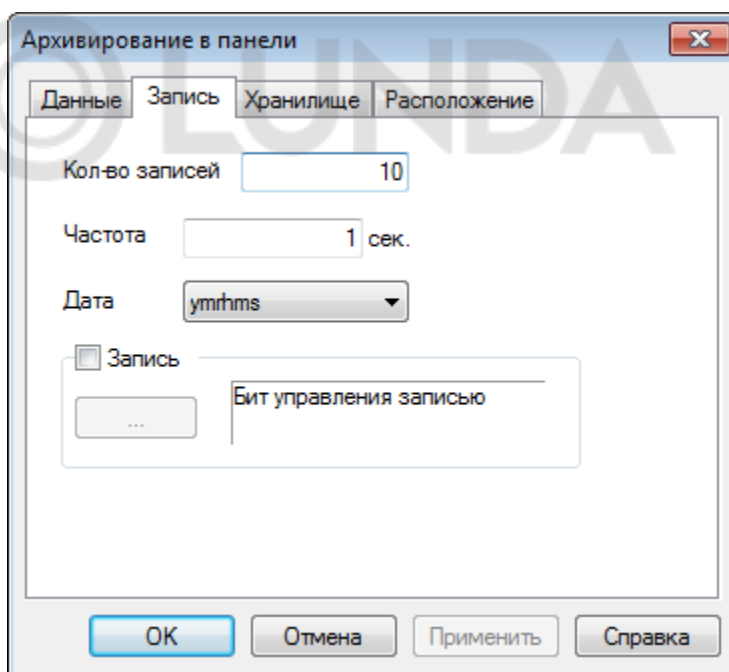 Архивирование в панели
LUNDA
Данные Запись Хранилище Расположение
Кол-во записей 10
Частота 1 сек.
Дата ymrhms
Запись
... Бит управления записью
OK Отмена Применить Справка